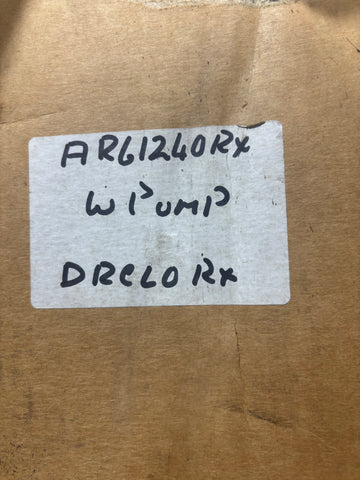 AR61240RX
W PUMP
DRCLORX